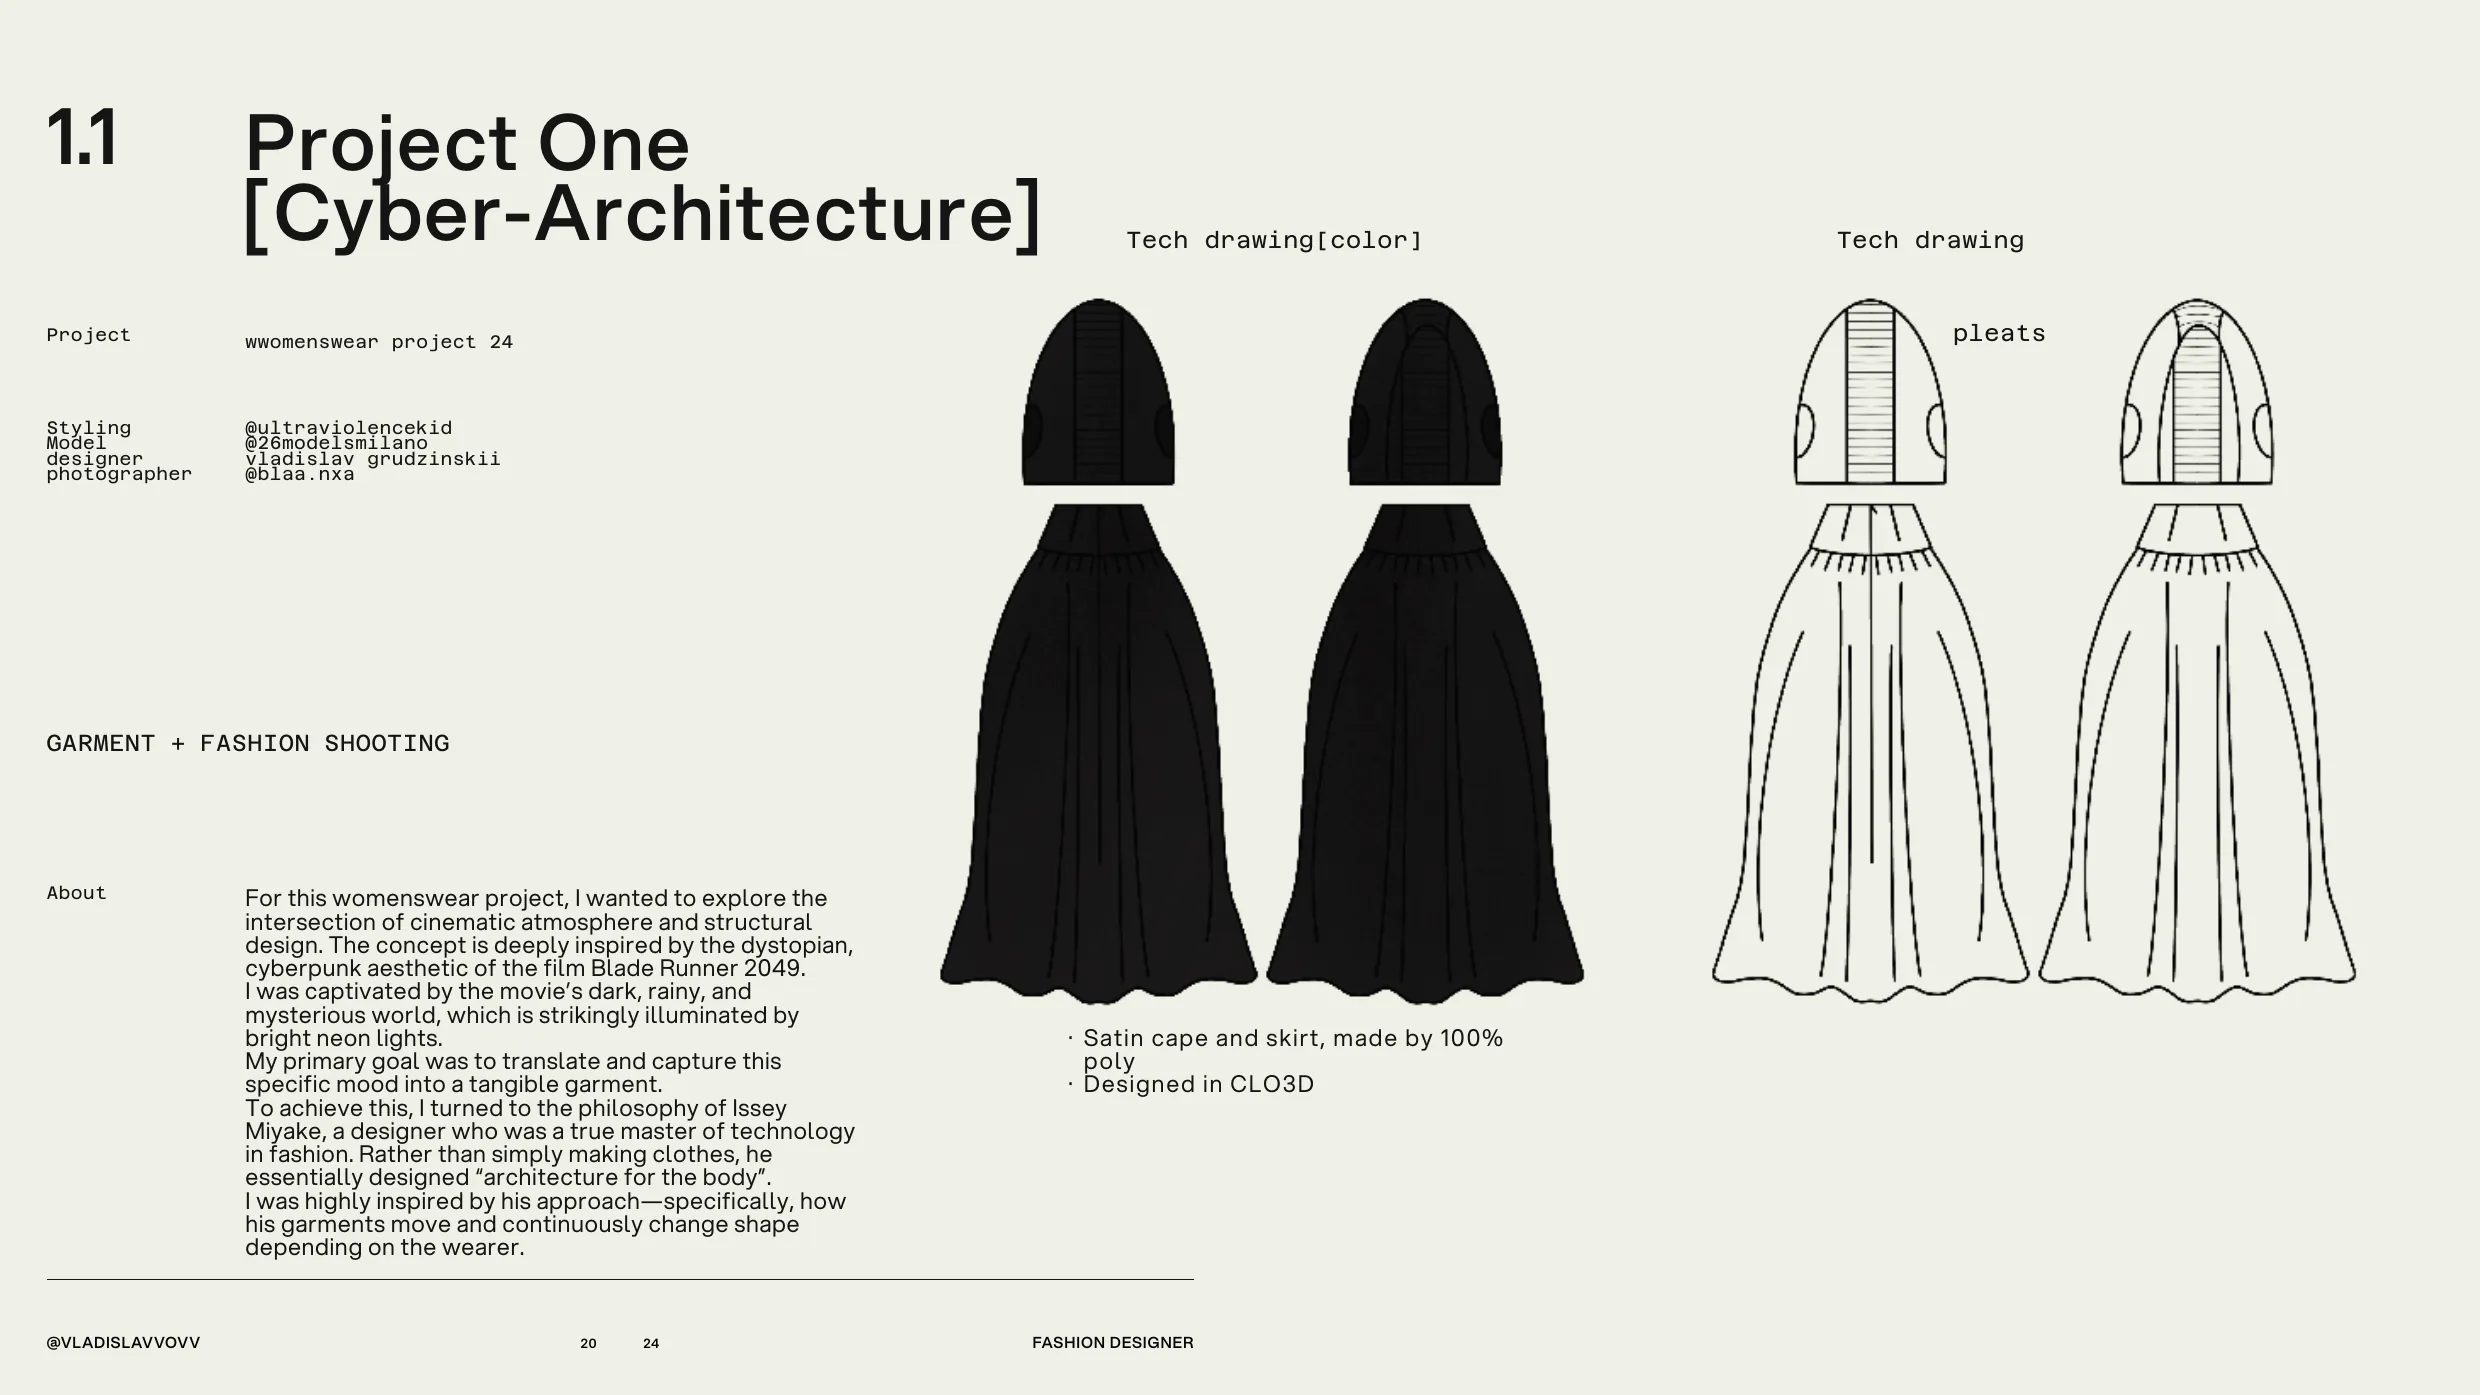 1.1
Project One
[Cyber-Architecture]
Tech drawing[color]
Tech drawing
pleats
Project
wwomenswear project 24
Styling
@ultraviolencekid
Model
@26modelsmilano
designer
vladislav grudzinskii
photographer
@blaa.nxa
GARMENT + FASHION SHOOTING
About
For this womenswear project, I wanted to explore the
intersection of cinematic atmosphere and structural
design. The concept is deeply inspired by the dystopian,
cyberpunk aesthetic of the film Blade Runner 2049.
I was captivated by the movie’s dark, rainy, and
mysterious world, which is strikingly illuminated by
bright neon lights.
My primary goal was to translate and capture this
specific mood into a tangible garment.
To achieve this, I turned to the philosophy of Issey
Miyake, a designer who was a true master of technology
in fashion. Rather than simply making clothes, he
essentially designed “architecture for the body”.
I was highly inspired by his approach—specifically, how
his garments move and continuously change shape
depending on the wearer.
· Satin cape and skirt, made by 100%
poly
· Designed in CLO3D
@VLADISLAVVOVV
20 24
FASHION DESIGNER